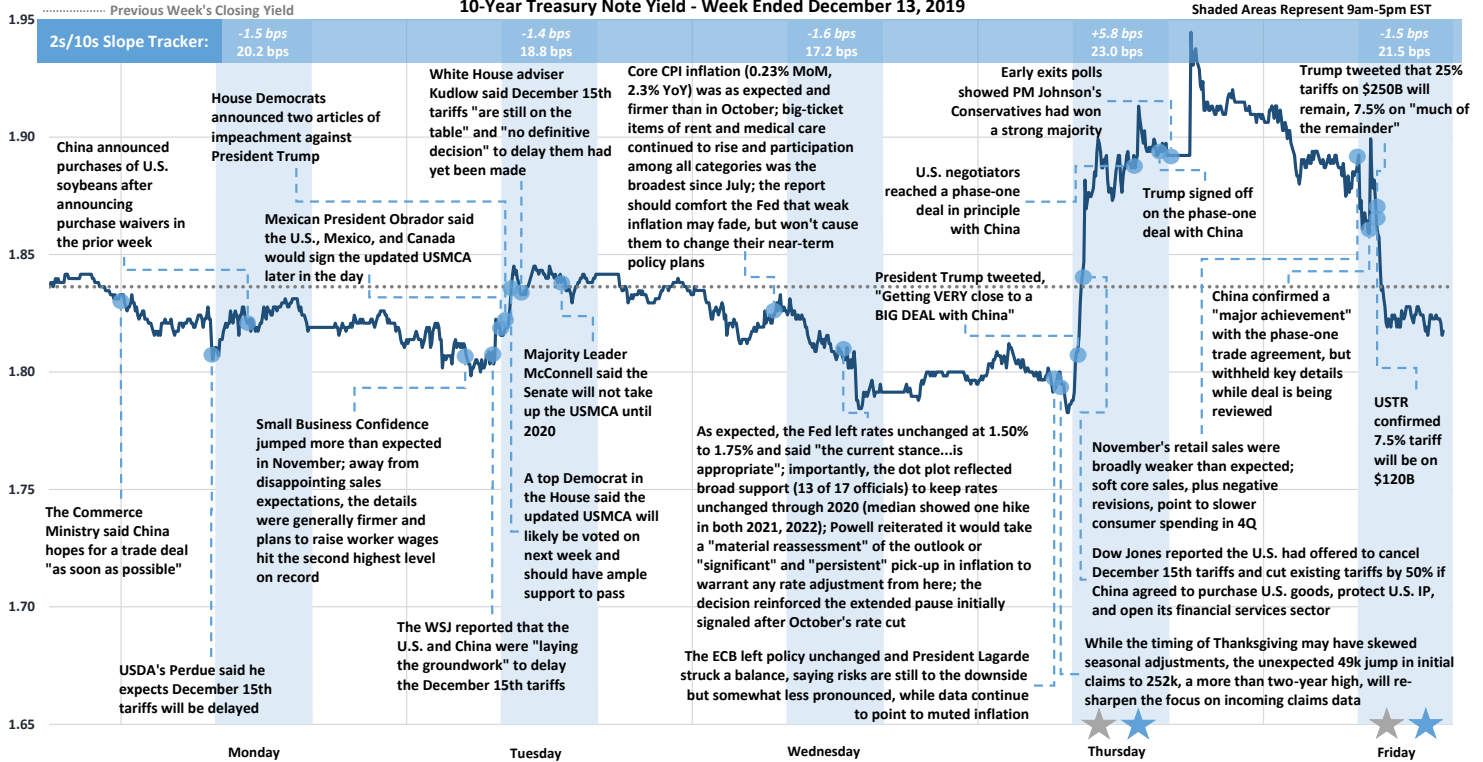 10-Year Treasury Note Yield - Week Ended December 13, 2019
Previous Week's Closing Yield
Shaded Areas Represent 9am-5pm EST
2s/10s Slope Tracker:
-1.5 bps
20.2 bps
-1.4 bps
18.8 bps
-1.6 bps
17.2 bps
+5.8 bps
23.0 bps
-1.5 bps
21.5 bps
1.95
1.90
1.85
1.80
1.75
1.70
1.65
China announced
purchases of U.S.
soybeans after
announcing
purchase waivers in
the prior week
House Democrats
announced two articles of
impeachment against
President Trump
Mexican President Obrador said
the U.S., Mexico, and Canada
would sign the updated USMCA
later in the day
White House adviser
Kudlow said December 15th
tariffs "are still on the
table" and "no definitive
decision" to delay them had
yet been made
Core CPI inflation (0.23% MoM,
2.3% YoY) was as expected and
firmer than in October; big-ticket
items of rent and medical care
continued to rise and participation
among all categories was the
broadest since July; the report
should comfort the Fed that weak
inflation may fade, but won't cause
them to change their near-term
policy plans
Early exits polls
showed PM Johnson's
Conservatives had won
a strong majority
U.S. negotiators
reached a phase-one
deal in principle
with China
President Trump tweeted,
"Getting VERY close to a
BIG DEAL with China"
Trump signed off
on the phase-one
deal with China
Trump tweeted that 25%
tariffs on $250B will
remain, 7.5% on "much of
the remainder"
China confirmed a
"major achievement"
with the phase-one
trade agreement, but
withheld key details
while deal is being
reviewed
USTR
confirmed
7.5% tariff
will be on
$120B
The Commerce
Ministry said China
hopes for a trade deal
"as soon as possible"
USDA's Perdue said he
expects December 15th
tariffs will be delayed
Small Business Confidence
jumped more than expected
in November; away from
disappointing sales
expectations, the details
were generally firmer and
plans to raise worker wages
hit the second highest level
on record
The WSJ reported that the
U.S. and China were "laying
the groundwork" to delay
the December 15th tariffs
Majority Leader
McConnell said the
Senate will not take
up the USMCA until
2020
A top Democrat in
the House said the
updated USMCA will
likely be voted on
next week and
should have ample
support to pass
As expected, the Fed left rates unchanged at 1.50%
to 1.75% and said "the current stance...is
appropriate"; importantly, the dot plot reflected
broad support (13 of 17 officials) to keep rates
unchanged through 2020 (median showed one hike
in both 2021, 2022); Powell reiterated it would take
a "material reassessment" of the outlook or
"significant" and "persistent" pick-up in inflation to
warrant any rate adjustment from here; the
decision reinforced the extended pause initially
signaled after October's rate cut
The ECB left policy unchanged and President Lagarde
struck a balance, saying risks are still to the downside
but somewhat less pronounced, while data continue
to point to muted inflation
November's retail sales were
broadly weaker than expected;
soft core sales, plus negative
revisions, point to slower
consumer spending in 4Q
Dow Jones reported the U.S. had offered to cancel
December 15th tariffs and cut existing tariffs by 50% if
China agreed to purchase U.S. goods, protect U.S. IP,
and open its financial services sector
While the timing of Thanksgiving may have skewed
seasonal adjustments, the unexpected 49k jump in initial
claims to 252k, a more than two-year high, will re-
sharpen the focus on incoming claims data
Monday
Tuesday
Wednesday
Thursday
Friday